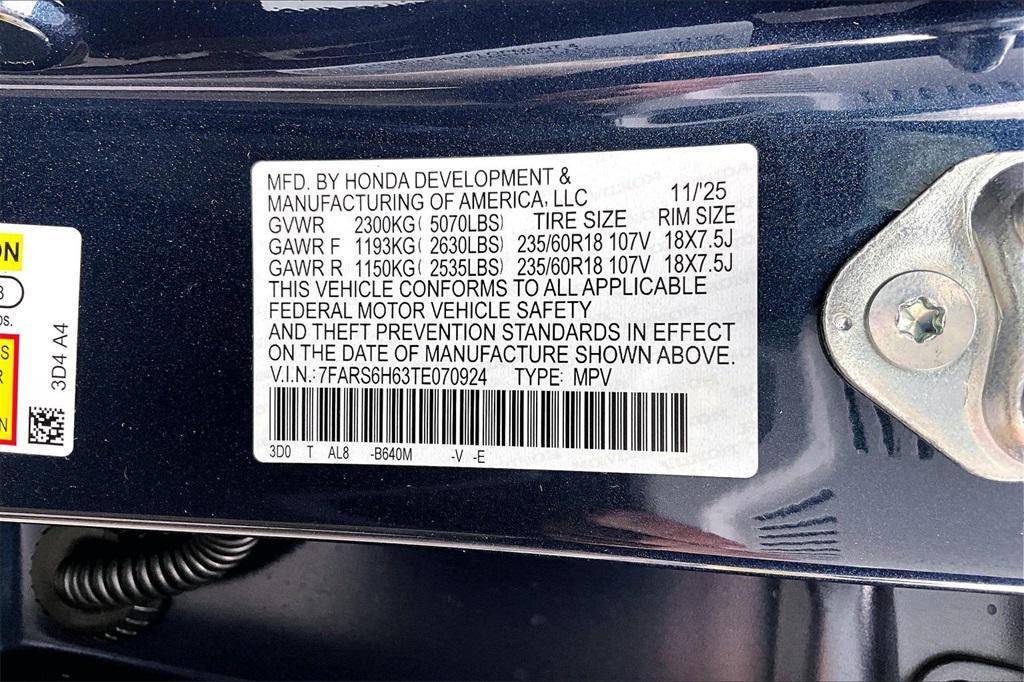 MFD. BY HONDA DEVELOPMENT &
MANUFACTURING OF AMERICA, LLC 11/'25
GVWR 2300KG( 5070LBS) TIRE SIZE RIM SIZE
GAWR F 1193KG( 2630LBS) 235/60R18 107V 18X7.5J
GAWR R 1150KG( 2535LBS) 235/60R18 107V 18X7.5J
THIS VEHICLE CONFORMS TO ALL APPLICABLE
FEDERAL MOTOR VEHICLE SAFETY
AND THEFT PREVENTION STANDARDS IN EFFECT
ON THE DATE OF MANUFACTURE SHOWN ABOVE.
V.I.N.: 7FARS6H63TE070924 TYPE: MPV
3D0 T AL8 -B640M -V -E
3D4 A4